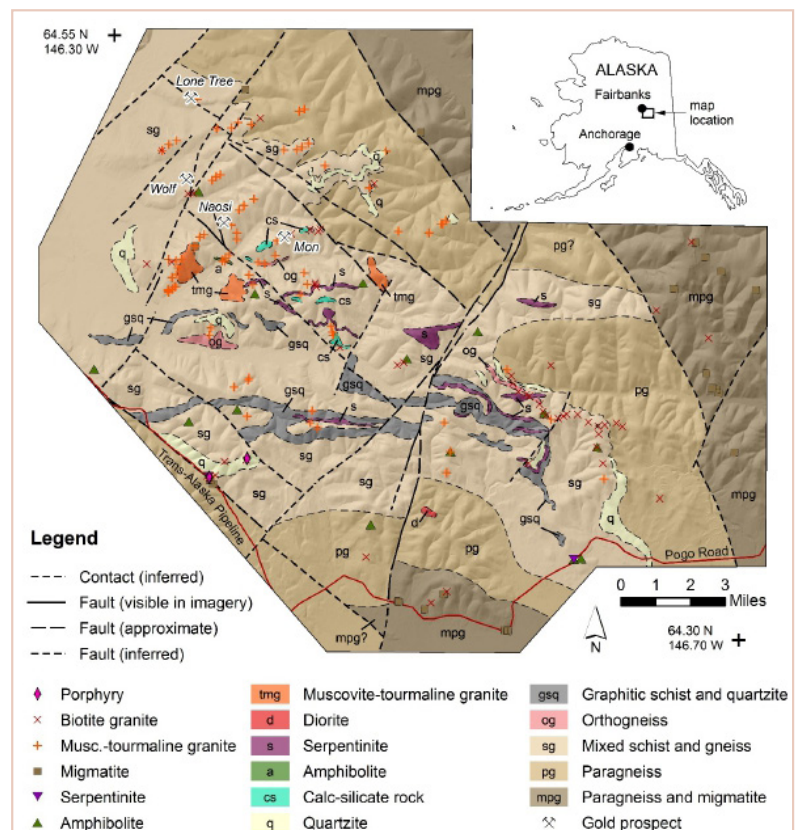 64.55 N
146.30 W
ALASKA
Fairbanks
map
location
Anchorage
Lone Tree
mpg
sg
sg
q
Wolf
q
Naosi
cs
Mon
q
a
og
s
pg?
mpg
tmg
s
cs
tmg
s
sg
gsq
q
og
gsq
cs
s
sg
og
pg
sg
gsq
s
gsq
gsq
s
sg
sg
sg
q
sg
sg
sg
q
gsq
mpg
Trans-Alaska Pipeline
d
pg
pg
Pogo Road
mpg?
mpg
0 1 2 3
Miles
N
64.30 N
146.70 W
Legend
Contact (inferred)
Fault (visible in imagery)
Fault (approximate)
Fault (inferred)
Porphyry
Biotite granite
Musc.-tourmaline granite
Migmatite
Serpentinite
Amphibolite
tmg Muscovite-tourmaline granite
d Diorite
s Serpentinite
a Amphibolite
cs Calc-silicate rock
q Quartzite
gsq Graphitic schist and quartzite
og Orthogneiss
sg Mixed schist and gneiss
pg Paragneiss
mpg Paragneiss and migmatite
Gold prospect